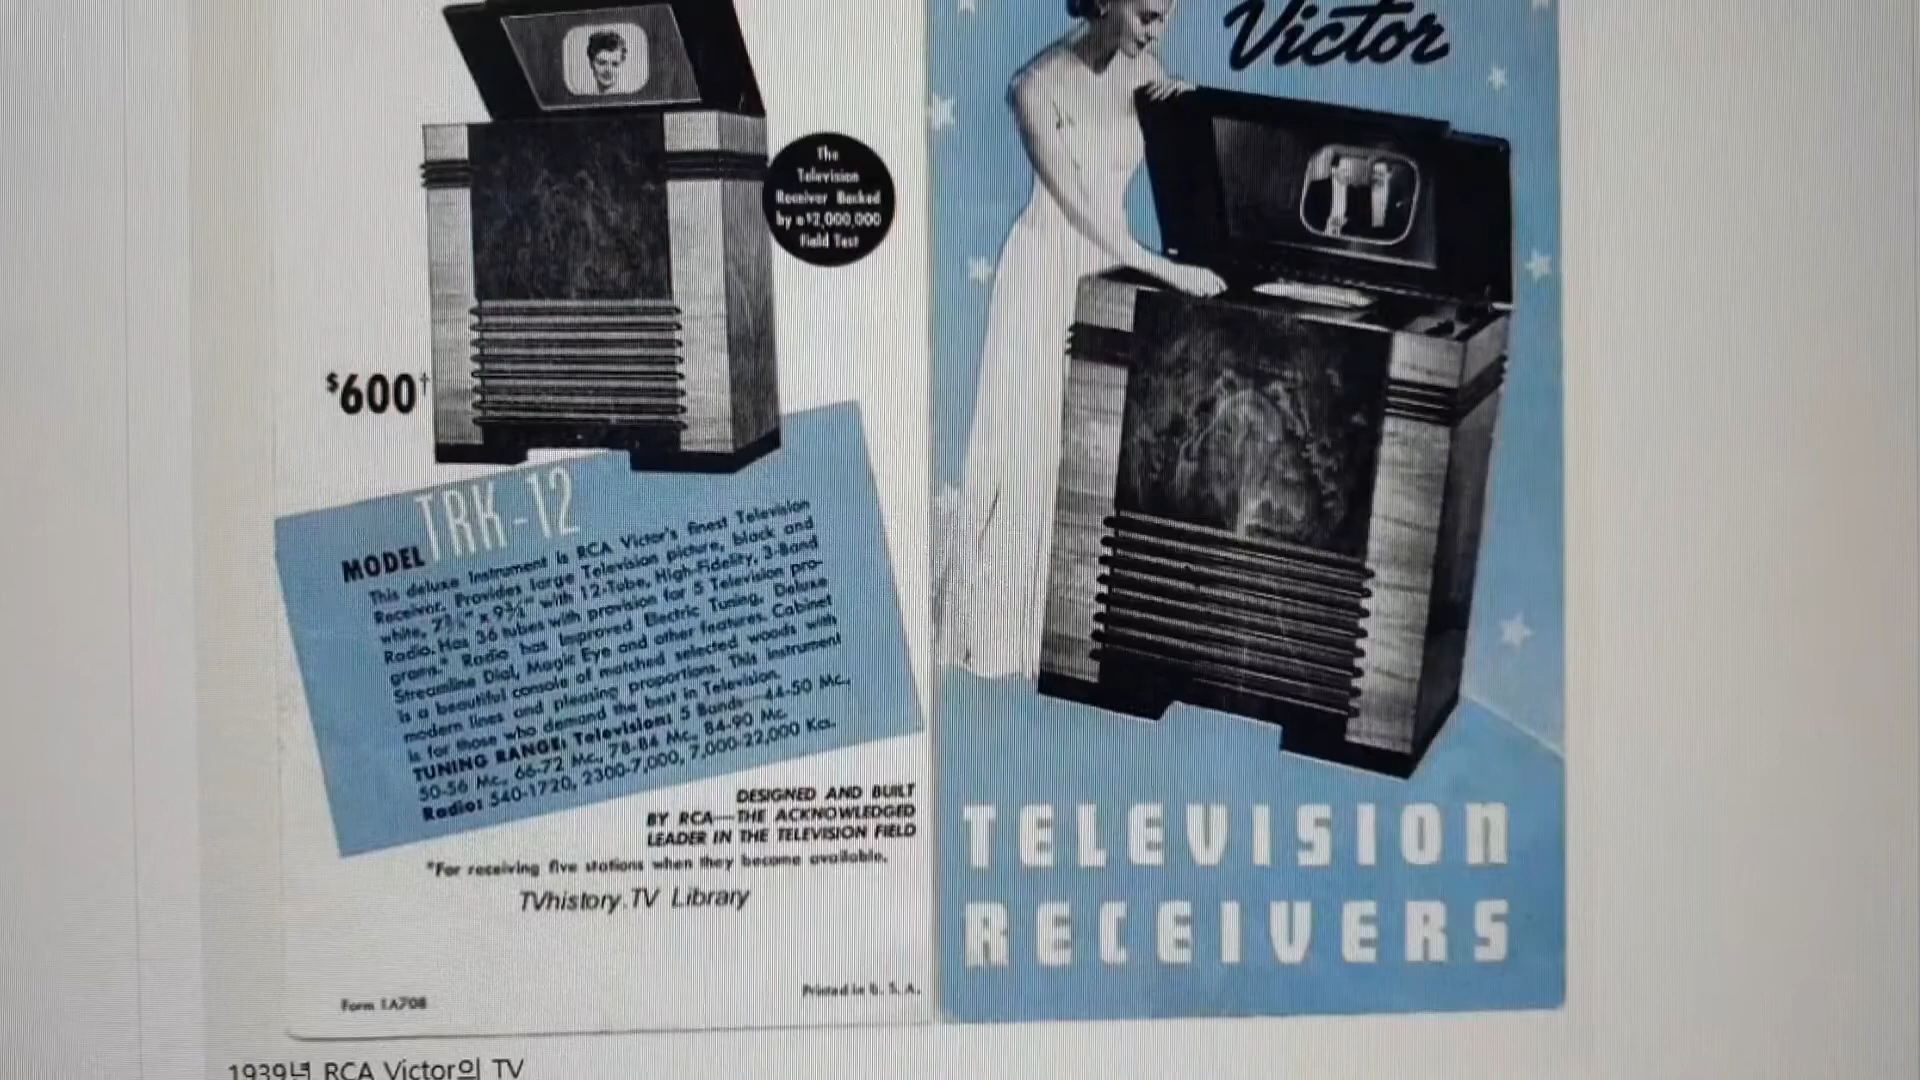 The
Television
Receiver Backed
by a $2,000,000
Field Test
$600†
MODEL TRK-12
This deluxe Instrument is RCA Victor's finest Television
Receiver. Provides large Television picture, black and
white, 7⅜" x 9¾" with 12-Tube, High-Fidelity, 3-Band
Radio. Has 36 tubes with provision for 5 Television pro-
grams.* Radio has Improved Electric Tuning, Deluxe
Streamline Dial, Magic Eye and other features. Cabinet
is a beautiful console of matched selected woods with
modern lines and pleasing proportions. This Instrument
is for those who demand the best in Television.
TUNING RANGE: Television: 5 Bands—44-50 Mc.,
50-56 Mc., 66-72 Mc., 78-84 Mc., 84-90 Mc.
Radio: 540-1720, 2300-7,000, 7,000-22,000 Kc.
DESIGNED AND BUILT
BY RCA—THE ACKNOWLEDGED
LEADER IN THE TELEVISION FIELD
*For receiving five stations when they become available.
TVhistory.TV Library
Form 1A708
Printed in U. S. A.
Victor
TELEVISION
RECEIVERS
1939년 RCA Victor의 TV